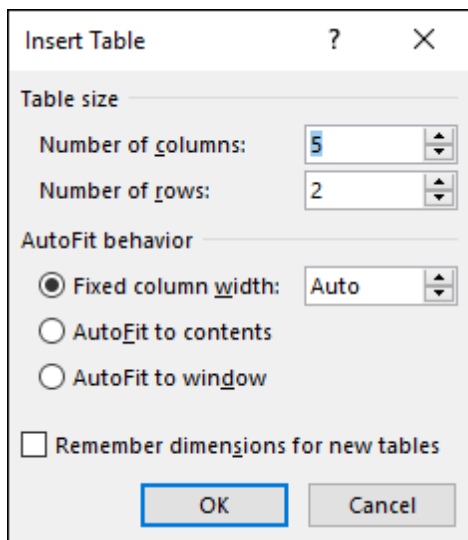 Insert Table ?
Table size
Number of columns: 5
Number of rows: 2
AutoFit behavior
Fixed column width: Auto
AutoFit to contents
AutoFit to window
Remember dimensions for new tables
OK Cancel